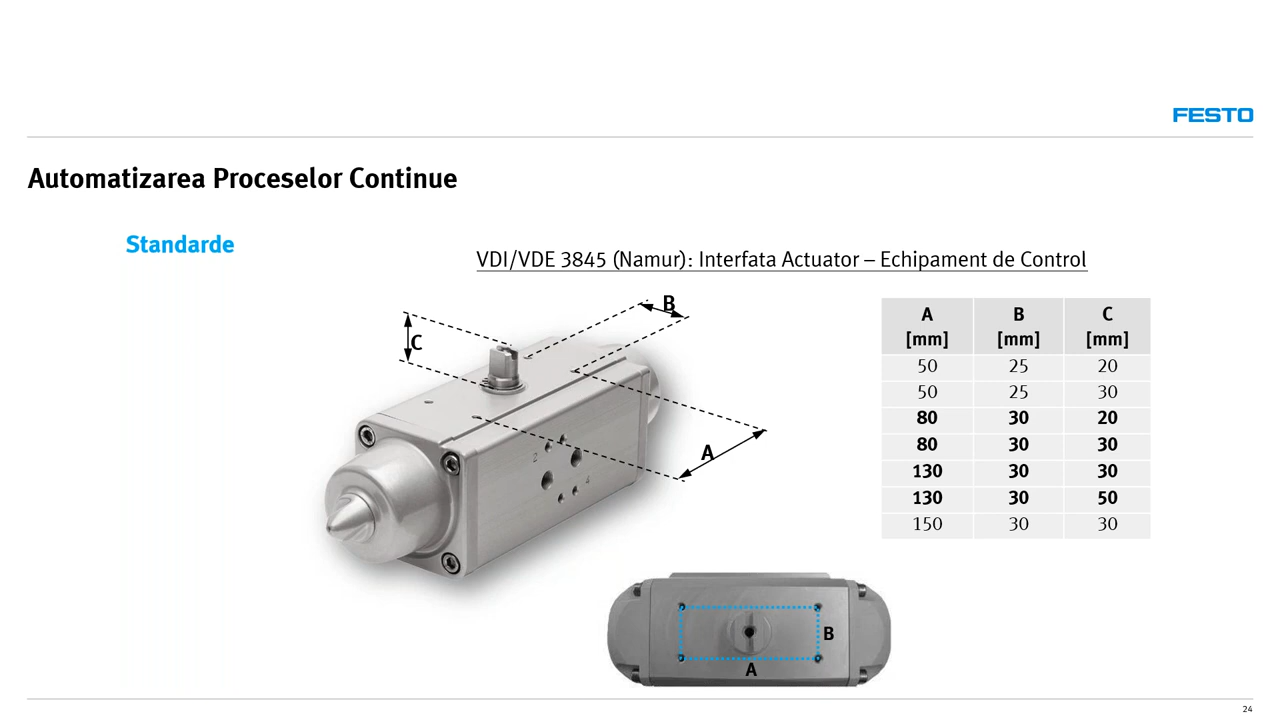 FESTO
Automatizarea Proceselor Continue
Standarde
VDI/VDE 3845 (Namur): Interfata Actuator – Echipament de Control
B
C
A
2
4
A B C
[mm] [mm] [mm]
50 25 20
50 25 30
80 30 20
80 30 30
130 30 30
130 30 50
150 30 30
B
A
24